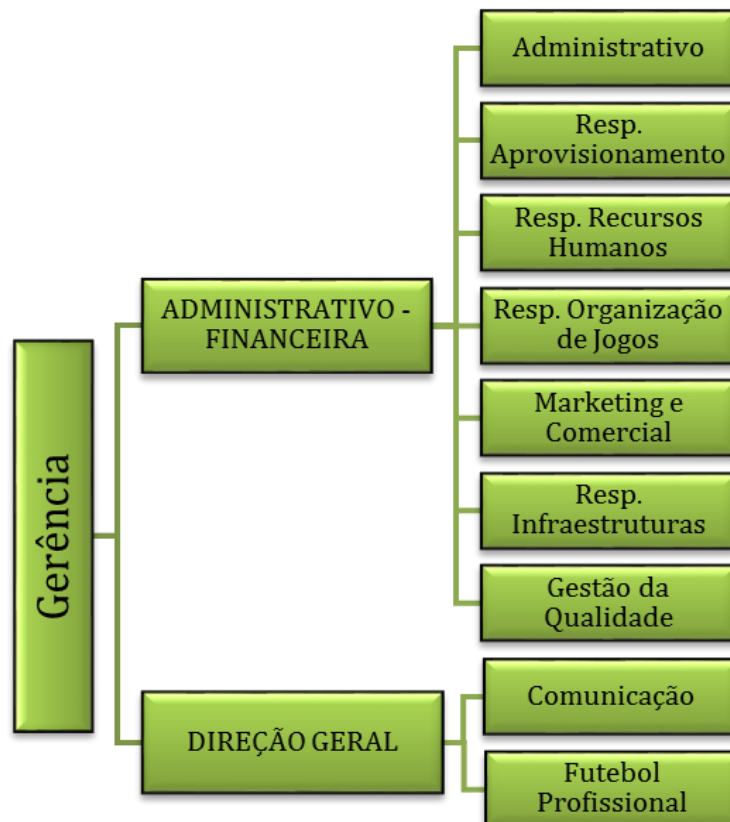 Gerência
ADMINISTRATIVO -
FINANCEIRA
Administrativo
Resp.
Aprovisionamento
Resp. Recursos
Humanos
Resp. Organização
de Jogos
Marketing e
Comercial
Resp.
Infraestruturas
Gestão da
Qualidade
DIREÇÃO GERAL
Comunicação
Futebol
Profissional